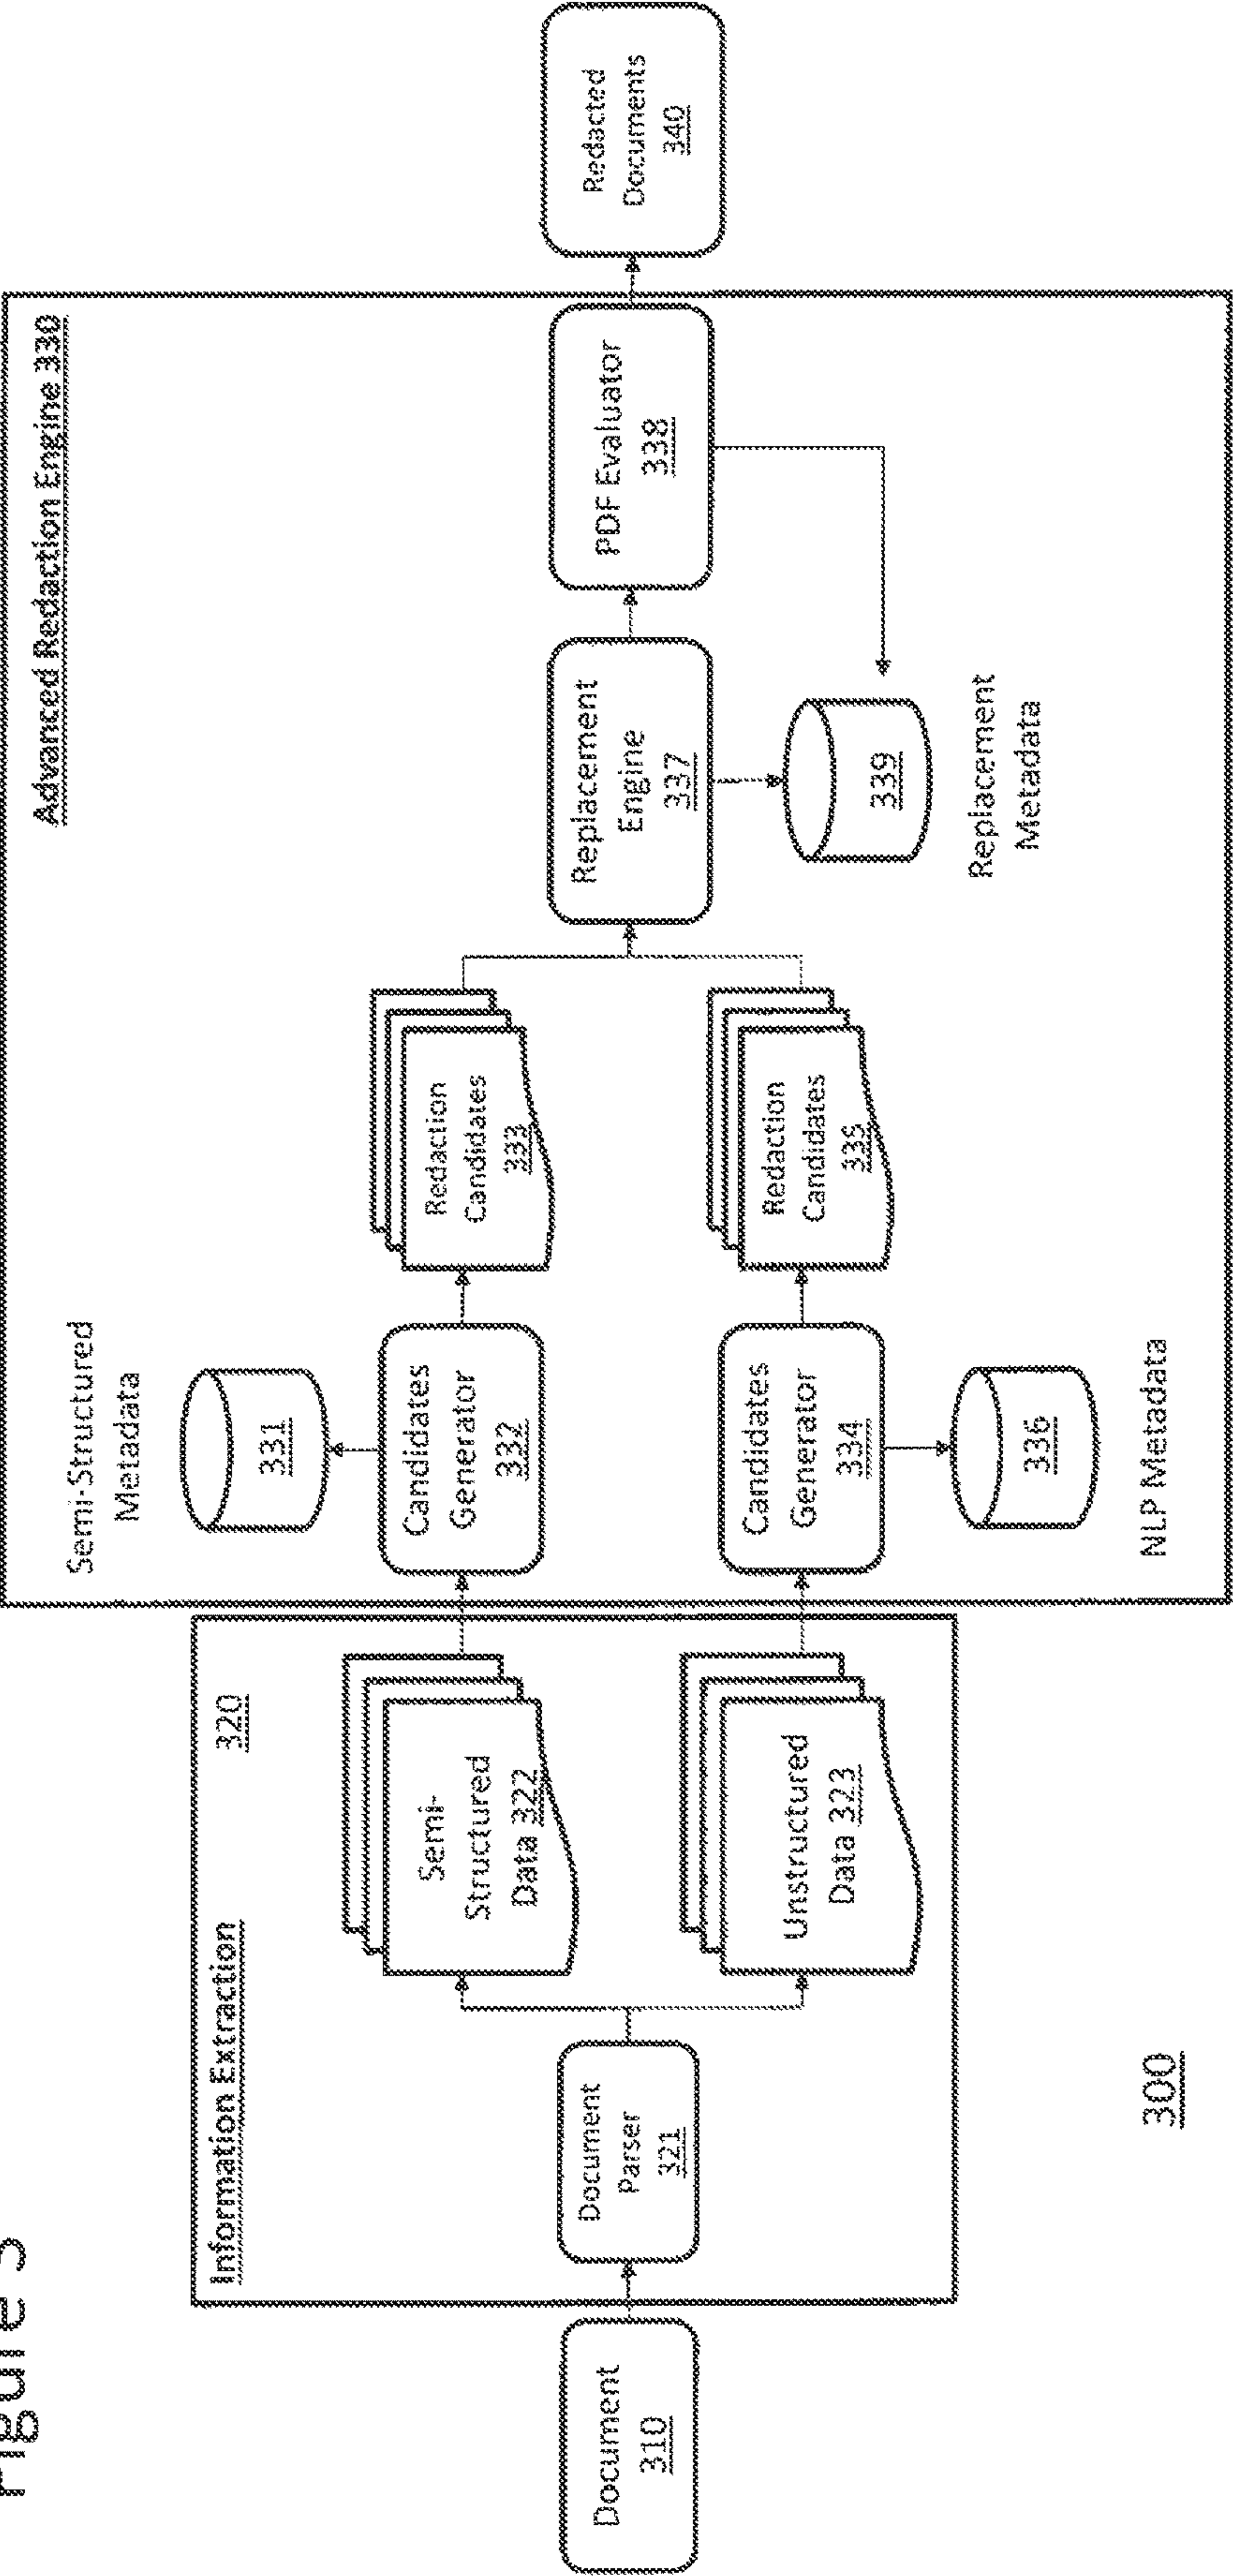 Figure 3
Information Extraction
320
Document
310
Document
Parser
321
Semi-
Structured
Data 322
Unstructured
Data 323
Advanced Redaction Engine 330
Semi-Structured
Metadata
331
Candidates
Generator
332
Redaction
Candidates
333
Candidates
Generator
334
Redaction
Candidates
335
336
NLP Metadata
Replacement
Engine
337
PDF Evaluator
338
339
Replacement
Metadata
Redacted
Documents
340
300